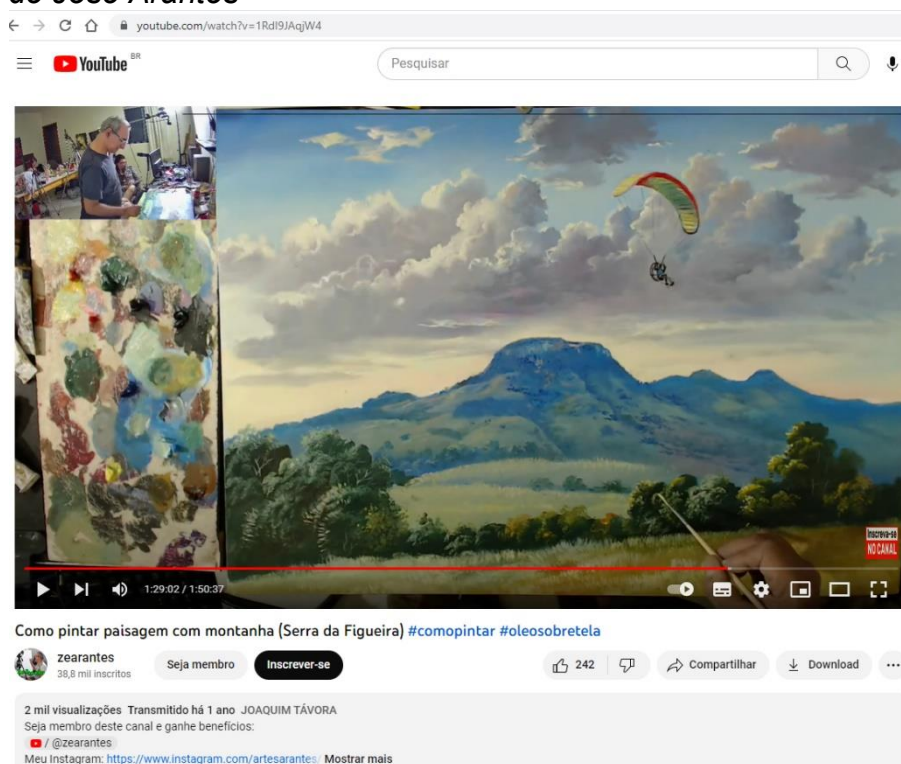 de José Arantes
youtube.com/watch?v=1RdI9JAqjW4
YouTube BR
Pesquisar
Inscreva-se
NO CANAL
1:29:02 / 1:50:37
Como pintar paisagem com montanha (Serra da Figueira) #comopintar #oleosobretela
zearantes
38,8 mil inscritos
Seja membro
Inscrever-se
242
Compartilhar
Download
2 mil visualizações Transmitido há 1 ano JOAQUIM TÁVORA
Seja membro deste canal e ganhe benefícios:
/ @zearantes
Meu Instagram: https://www.instagram.com/artesarantes/ Mostrar mais